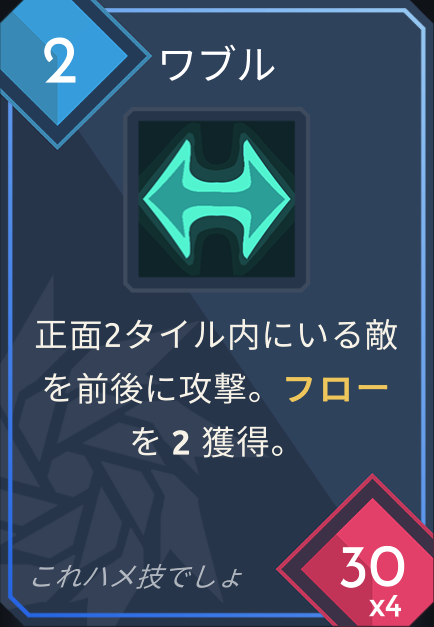 2
ワブル
正面2タイル内にいる敵
を前後に攻撃。フロー
を 2 獲得。
これハメ技でしょ
30
x4